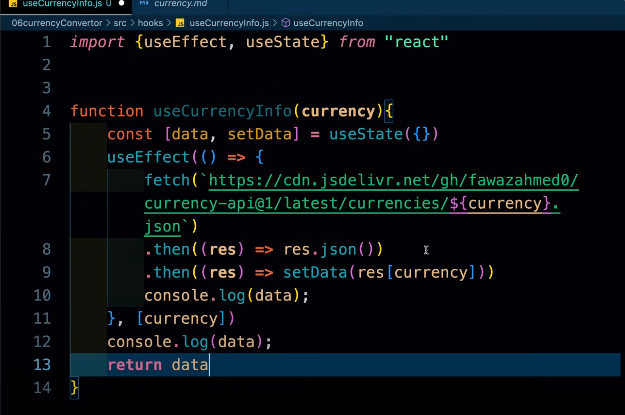 useCurrencyInfo.js U currency.md
06currencyConvertor > src > hooks > useCurrencyInfo.js > useCurrencyInfo
1 import {useEffect, useState} from "react"
2
3
4 function useCurrencyInfo(currency){
5 const [data, setData] = useState({})
6 useEffect(() => {
7 fetch(`https://cdn.jsdelivr.net/gh/fawazahmed0/
currency-api@1/latest/currencies/${currency}.
json`)
8 .then((res) => res.json())
9 .then((res) => setData(res[currency]))
10 console.log(data);
11 }, [currency])
12 console.log(data);
13 return data
14 }